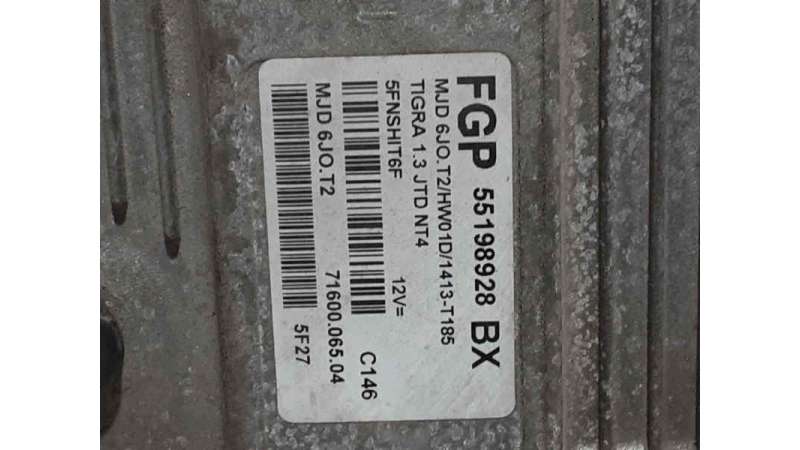 FGP 55198928 BX
MJD 6JO.T2/HW01D/1413-T185
TIGRA 1.3 JTD NT4
5FNSHIT6F 12V=
C146
MJD 6JO.T2 71600.065.04
5F27